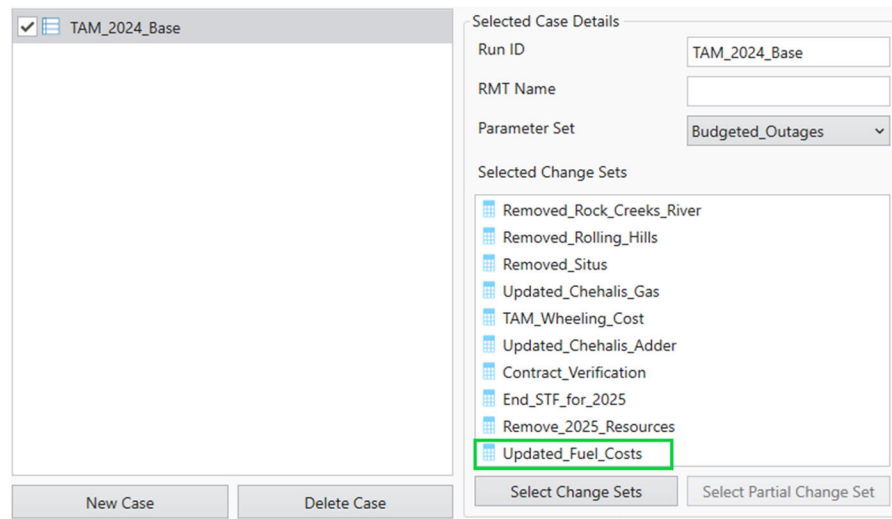 TAM_2024_Base
Selected Case Details
Run ID
TAM_2024_Base
RMT Name
Parameter Set
Budgeted_Outages
Selected Change Sets
Removed_Rock_Creeks_River
Removed_Rolling_Hills
Removed_Situs
Updated_Chehalis_Gas
TAM_Wheeling_Cost
Updated_Chehalis_Adder
Contract_Verification
End_STF_for_2025
Remove_2025_Resources
Updated_Fuel_Costs
New Case
Delete Case
Select Change Sets
Select Partial Change Set